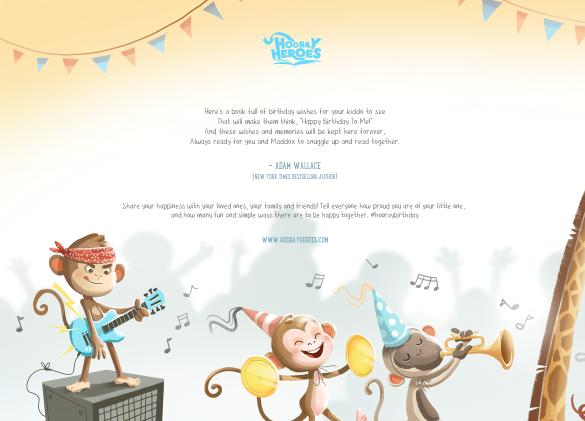 HOORAY
HEROES
Here's a book full of birthday wishes for your kiddo to see
That will make them think, "Happy Birthday To Me!"
And these wishes and memories will be kept here forever,
Always ready for you and Maddox to snuggle up and read together.
- ADAM WALLACE
(NEW YORK TIMES BESTSELLING AUTHOR)
Share your happiness with your loved ones, your family and friends! Tell everyone how proud you are of your little one,
and how many fun and simple ways there are to be happy together. #hooraybirthday
WWW.HOORAYHEROES.COM